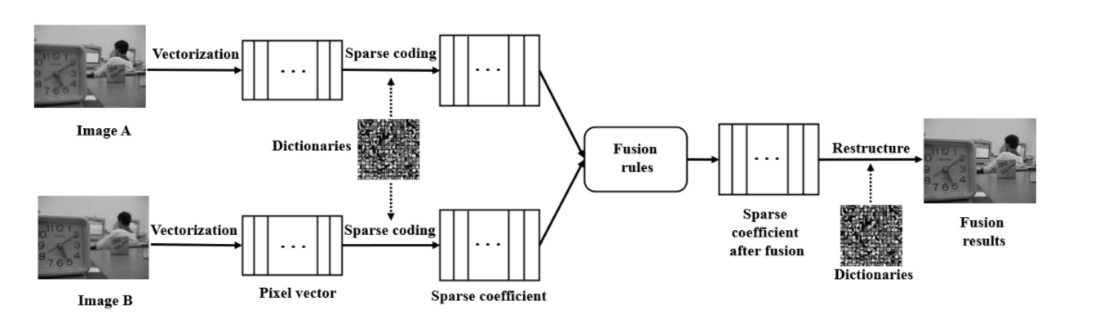 Vectorization
Sparse coding
...
...
Image A
Dictionaries
Fusion
rules
...
Restructure
Vectorization
Sparse coding
...
...
Image B
Pixel vector
Sparse coefficient
Sparse
coefficient
after fusion
Dictionaries
Fusion
results